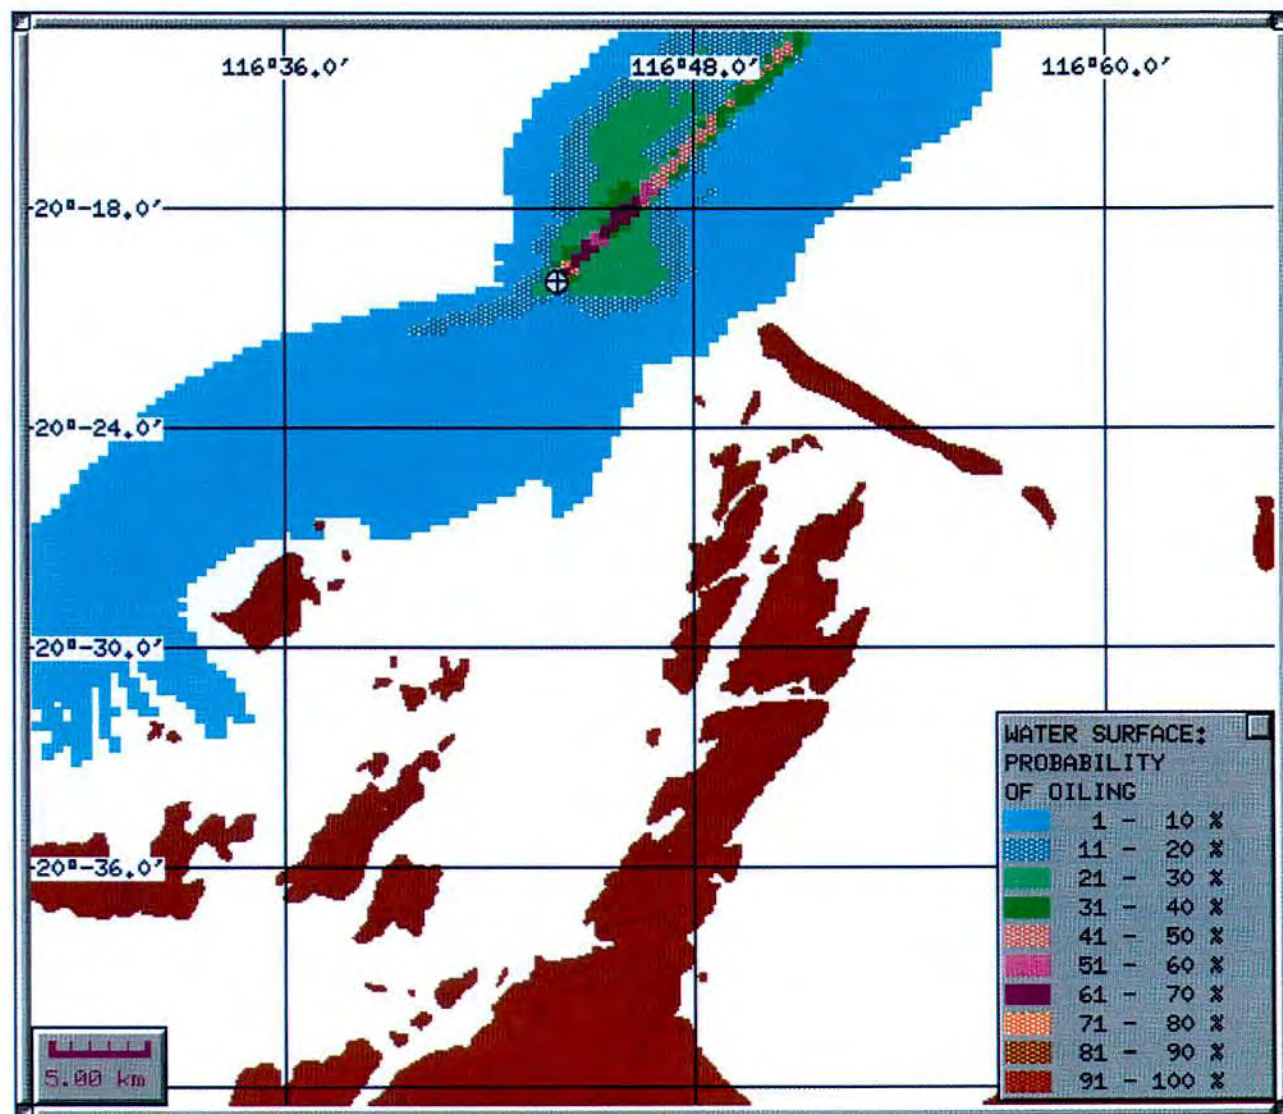 116°36.0′
116°48.0′
116°60.0′
20°-18.0′
20°-24.0′
20°-30.0′
20°-36.0′
WATER SURFACE:
PROBABILITY
OF OILING
1 - 10 %
11 - 20 %
21 - 30 %
31 - 40 %
41 - 50 %
51 - 60 %
61 - 70 %
71 - 80 %
81 - 90 %
91 - 100 %
5.00 km